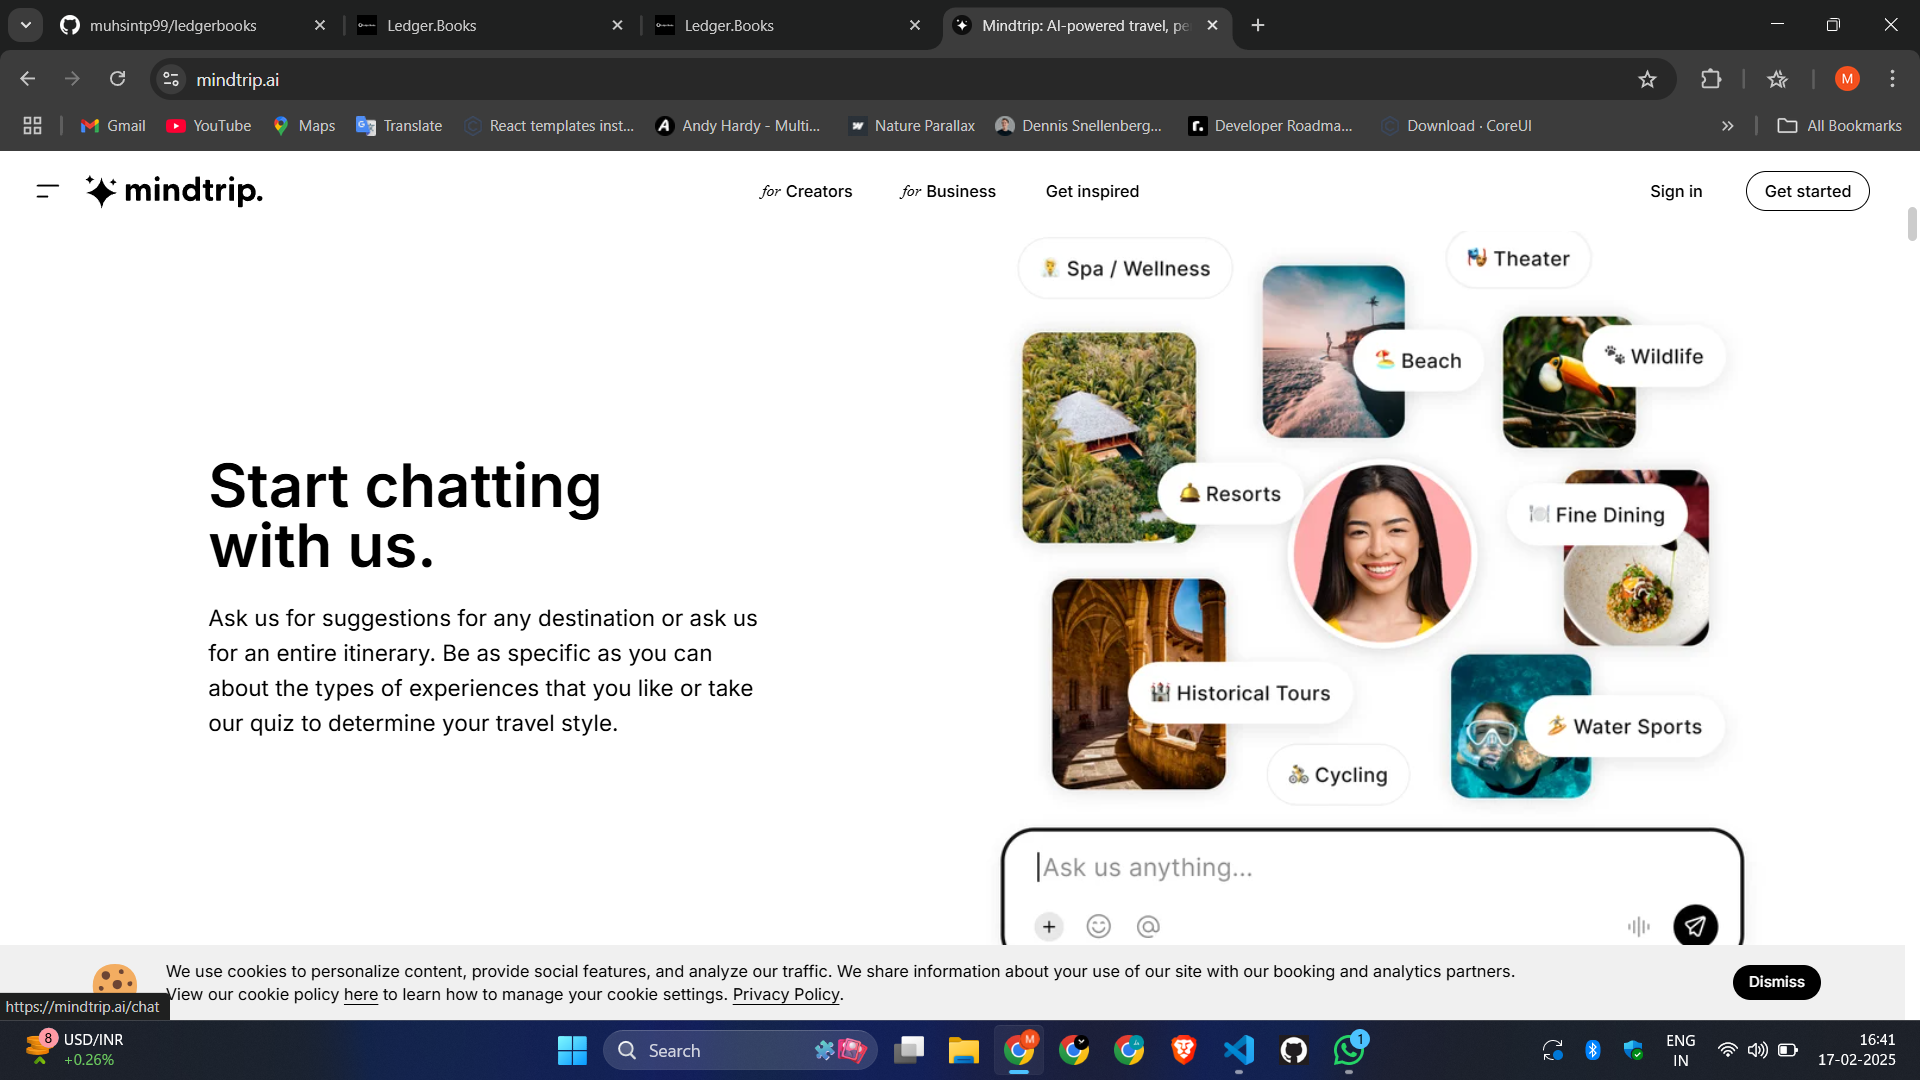 muhsintp99/ledgerbooks
Ledger.Books
Ledger.Books
Mindtrip: AI-powered travel, pe
mindtrip.ai
M
Gmail
YouTube
Maps
Translate
React templates inst...
Andy Hardy - Multi...
Nature Parallax
Dennis Snellenberg...
Developer Roadma...
Download · CoreUI
All Bookmarks
mindtrip.
for Creators
for Business
Get inspired
Sign in
Get started
Spa / Wellness
Theater
Beach
Wildlife
Resorts
Fine Dining
Historical Tours
Water Sports
Cycling
Start chatting
with us.
Ask us for suggestions for any destination or ask us
for an entire itinerary. Be as specific as you can
about the types of experiences that you like or take
our quiz to determine your travel style.
Ask us anything...
We use cookies to personalize content, provide social features, and analyze our traffic. We share information about your use of our site with our booking and analytics partners.
View our cookie policy here to learn how to manage your cookie settings. Privacy Policy.
Dismiss
https://mindtrip.ai/chat
8
USD/INR
+0.26%
Search
M
1
ENG
IN
16:41
17-02-2025